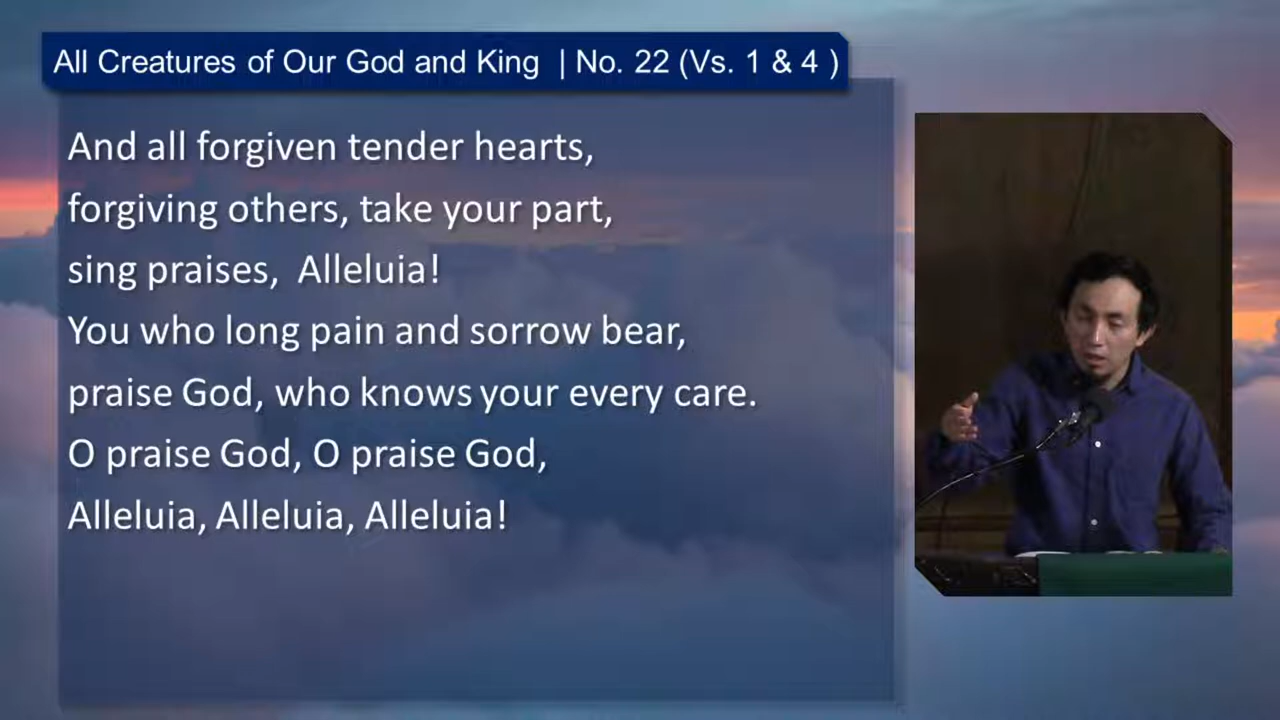 All Creatures of Our God and King | No. 22 (Vs. 1 & 4 )
And all forgiven tender hearts,
forgiving others, take your part,
sing praises, Alleluia!
You who long pain and sorrow bear,
praise God, who knows your every care.
O praise God, O praise God,
Alleluia, Alleluia, Alleluia!